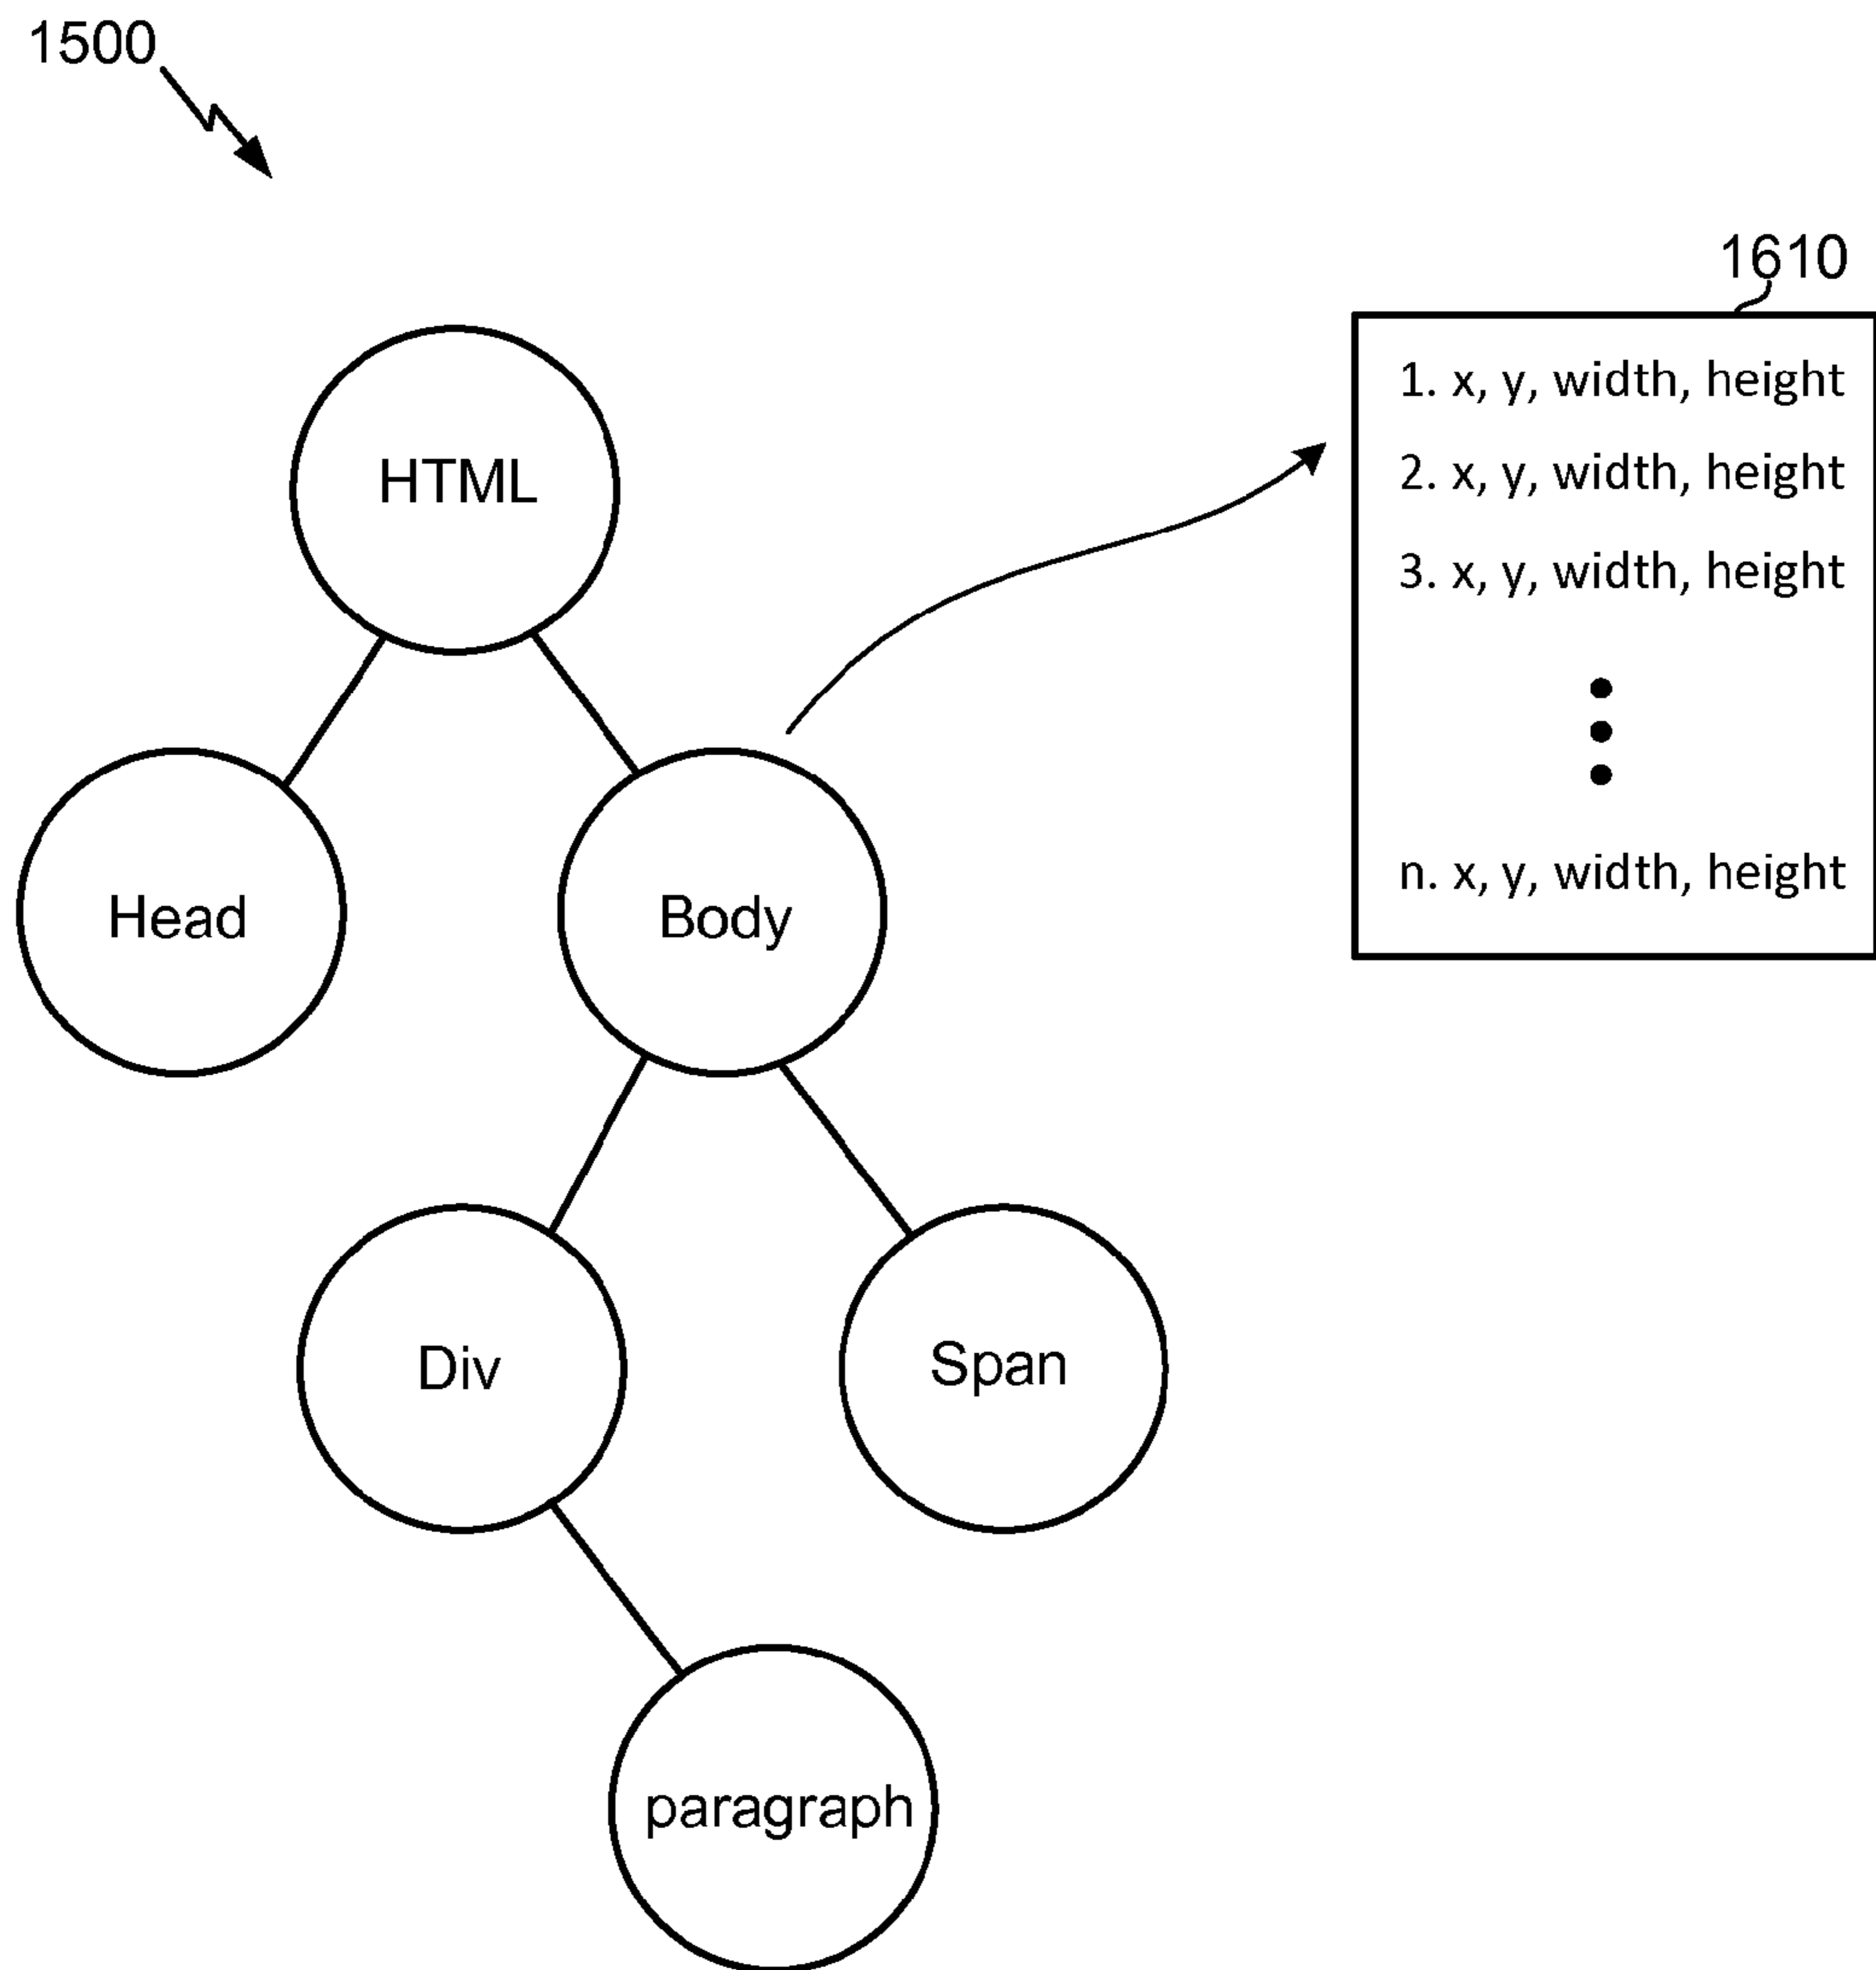 1500
1610
1. x, y, width, height
2. x, y, width, height
3. x, y, width, height
n. x, y, width, height
HTML
Head
Body
Div
Span
paragraph